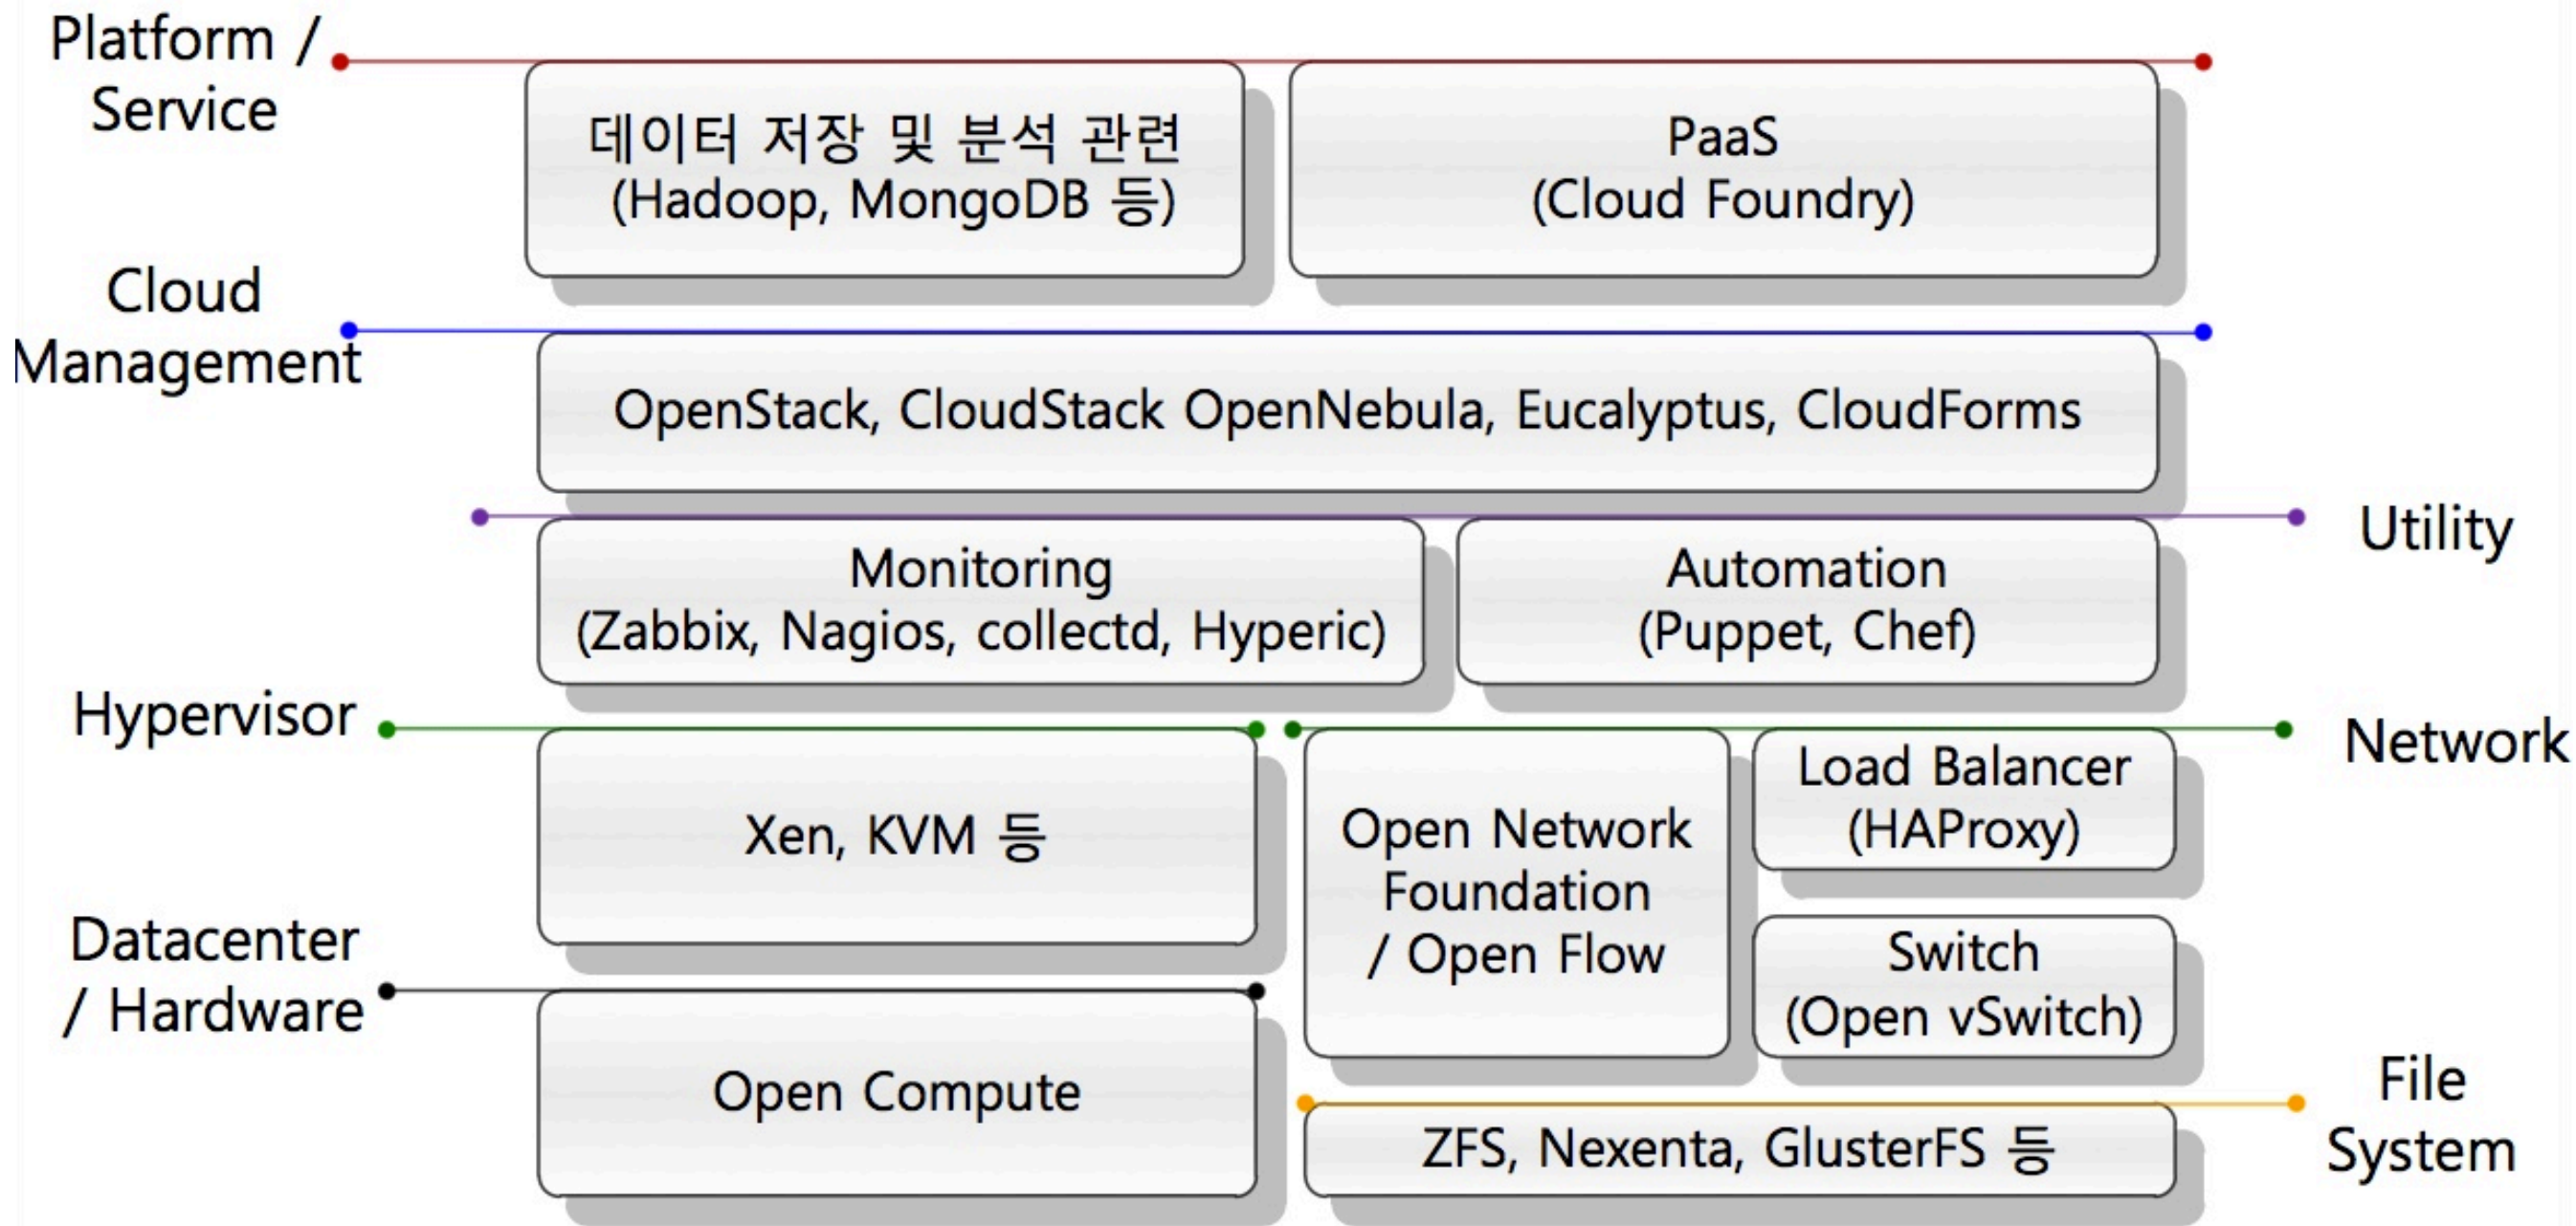 Platform /
Service
데이터 저장 및 분석 관련
(Hadoop, MongoDB 등)
PaaS
(Cloud Foundry)
Cloud
Management
OpenStack, CloudStack OpenNebula, Eucalyptus, CloudForms
Utility
Monitoring
(Zabbix, Nagios, collectd, Hyperic)
Automation
(Puppet, Chef)
Hypervisor
Xen, KVM 등
Network
Open Network
Foundation
/ Open Flow
Load Balancer
(HAProxy)
Switch
(Open vSwitch)
Datacenter
/ Hardware
Open Compute
File
System
ZFS, Nexenta, GlusterFS 등